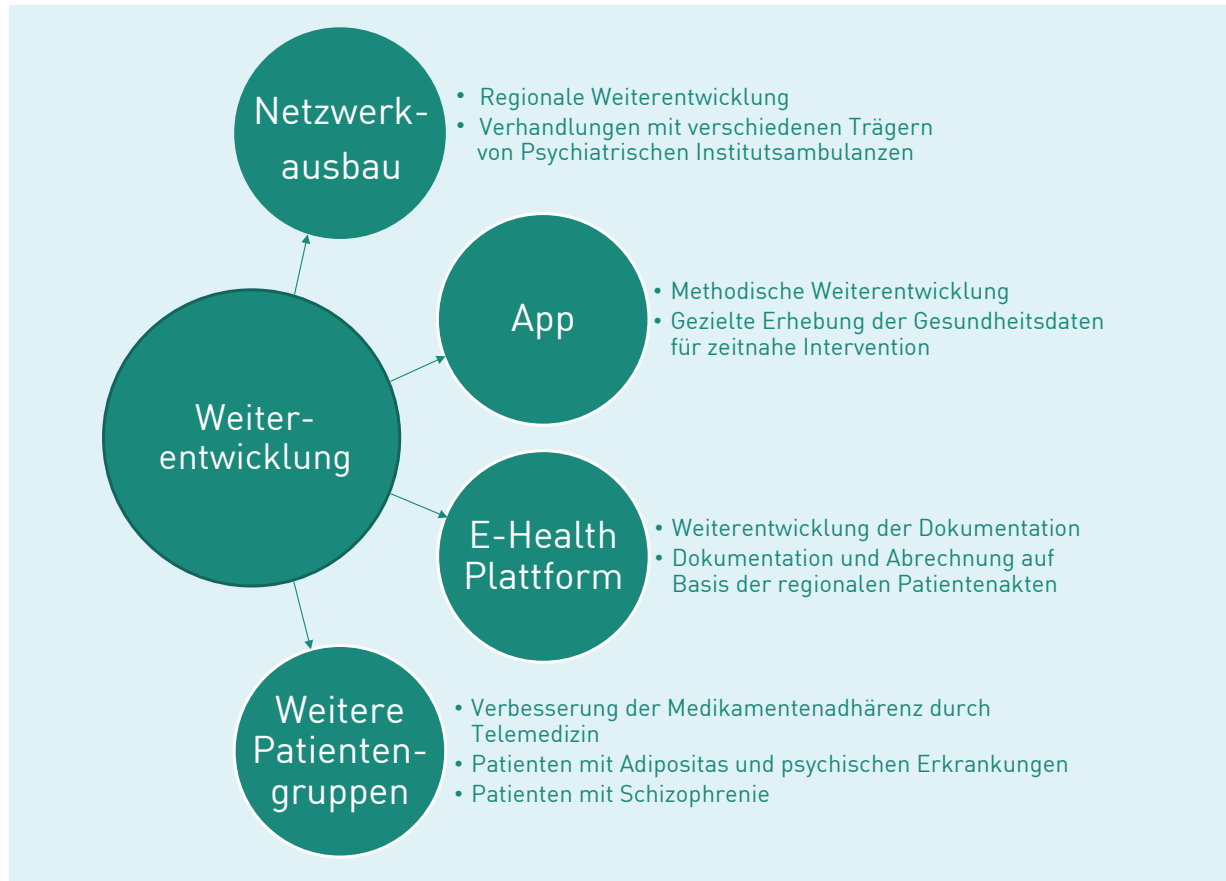 Netzwerk-
ausbau
• Regionale Weiterentwicklung
• Verhandlungen mit verschiedenen Trägern
von Psychiatrischen Institutsambulanzen
App
• Methodische Weiterentwicklung
• Gezielte Erhebung der Gesundheitsdaten
für zeitnahe Intervention
Weiter-
entwicklung
E-Health
Plattform
• Weiterentwicklung der Dokumentation
• Dokumentation und Abrechnung auf
Basis der regionalen Patientenakten
Weitere
Patienten-
gruppen
• Verbesserung der Medikamentenadhärenz durch
Telemedizin
• Patienten mit Adipositas und psychischen Erkrankungen
• Patienten mit Schizophrenie